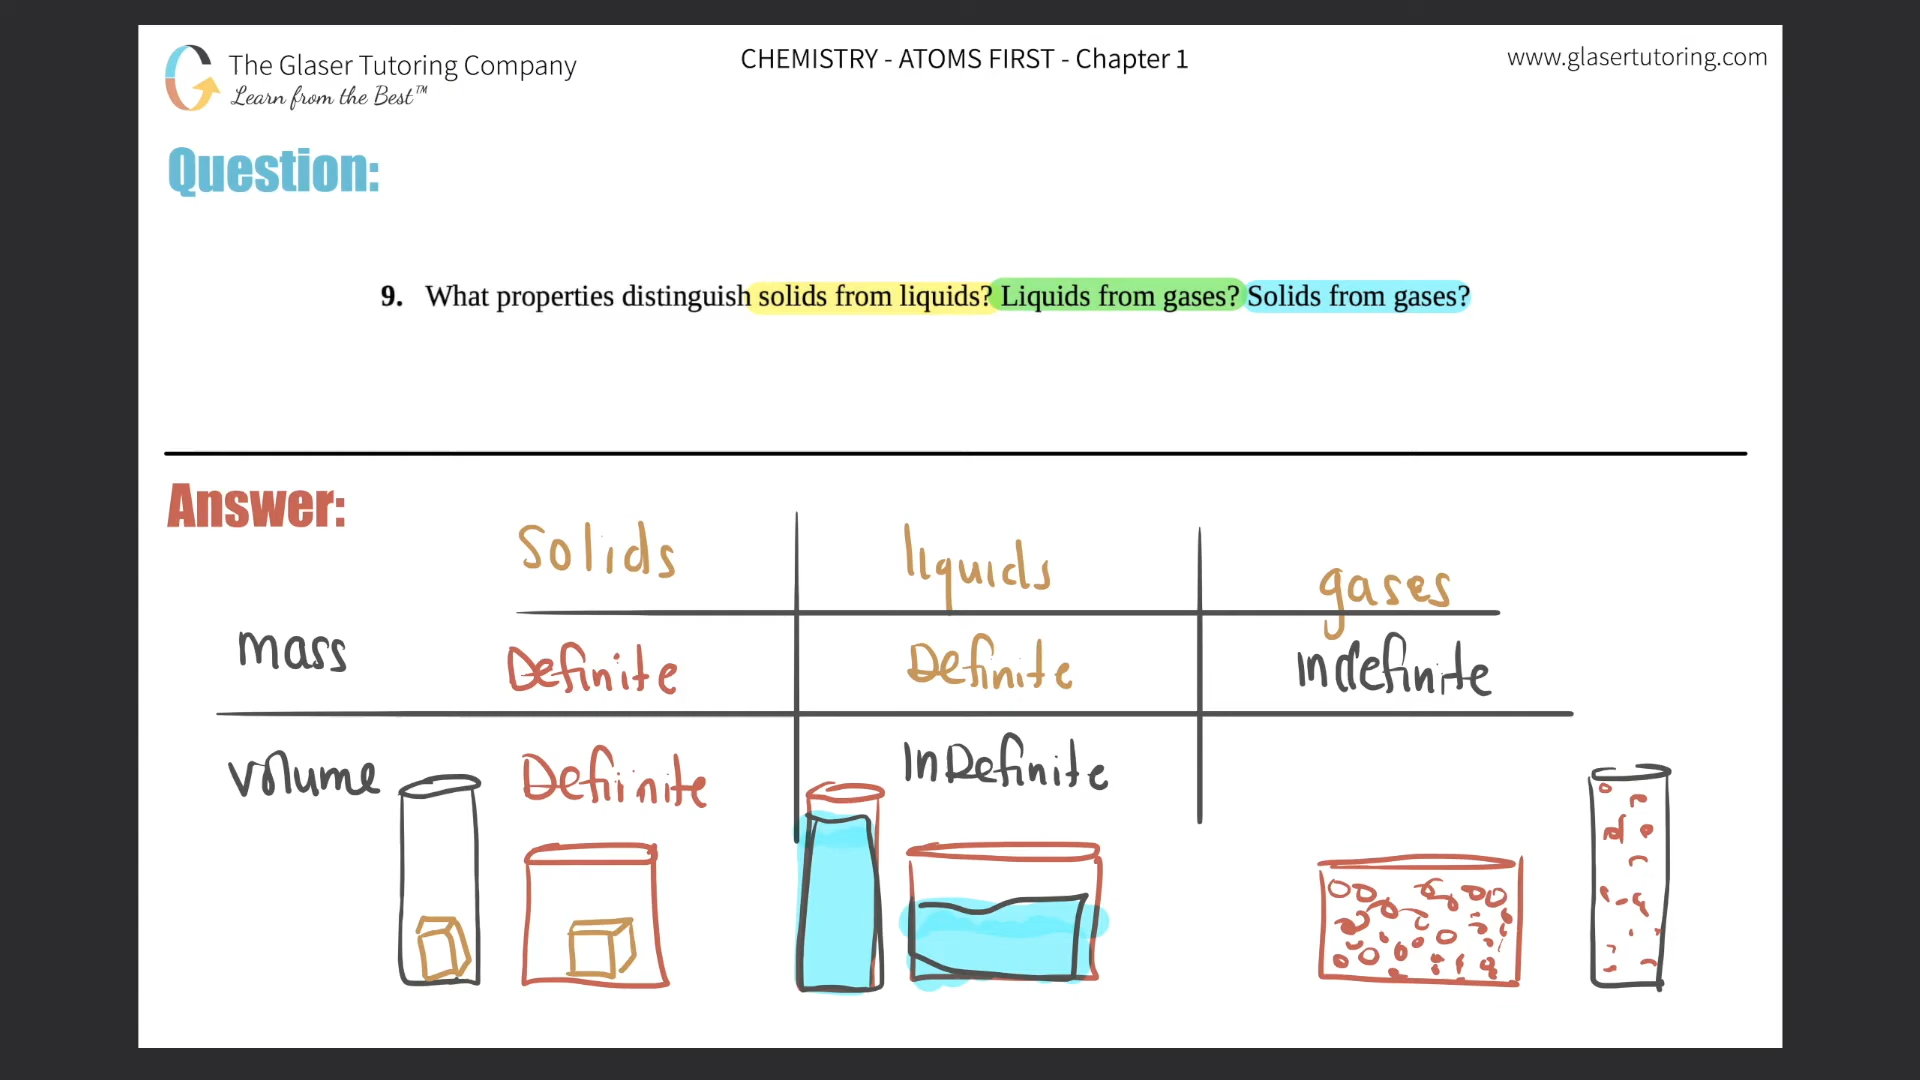 The Glaser Tutoring Company
Learn from the Best™
CHEMISTRY - ATOMS FIRST - Chapter 1
www.glasertutoring.com
Question:
9. What properties distinguish solids from liquids? Liquids from gases? Solids from gases?
Answer:
Solids liquids gases
mass Definite Definite Indefinite
volume Definite InDefinite